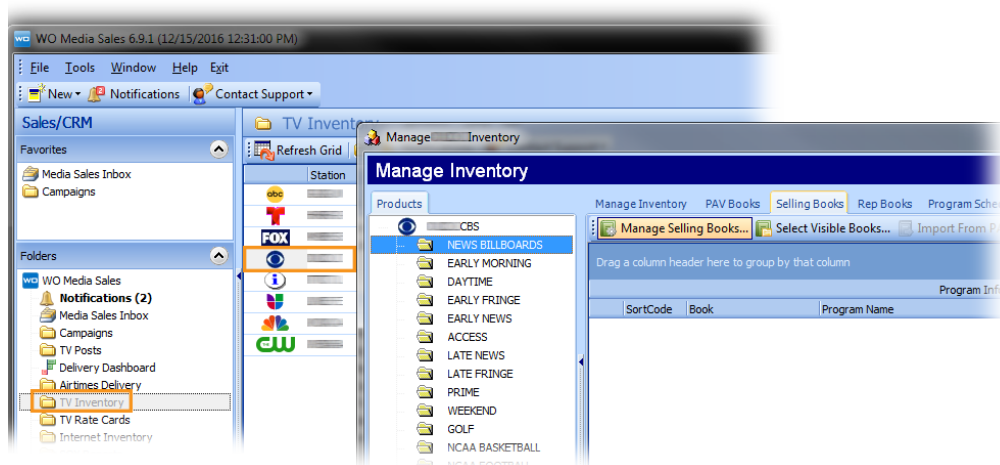 WO Media Sales 6.9.1 (12/15/2016 12:31:00 PM)
File Tools Window Help Exit
New Notifications Contact Support
Sales/CRM
Favorites
Media Sales Inbox
Campaigns
Folders
WO Media Sales
Notifications (2)
Media Sales Inbox
Campaigns
TV Posts
Delivery Dashboard
Airtimes Delivery
TV Inventory
TV Rate Cards
Internet Inventory
TV Inventory
Refresh Grid
Station
abc
T
FOX
i
THE CW
Manage Inventory
Manage Inventory
Products
CBS
NEWS BILLBOARDS
EARLY MORNING
DAYTIME
EARLY FRINGE
EARLY NEWS
ACCESS
LATE NEWS
LATE FRINGE
PRIME
WEEKEND
GOLF
NCAA BASKETBALL
NCAA FOOTBALL
Manage Inventory PAV Books Selling Books Rep Books Program Sche
Manage Selling Books... Select Visible Books... Import From PA
Drag a column header here to group by that column
Program Inf
SortCode Book Program Name